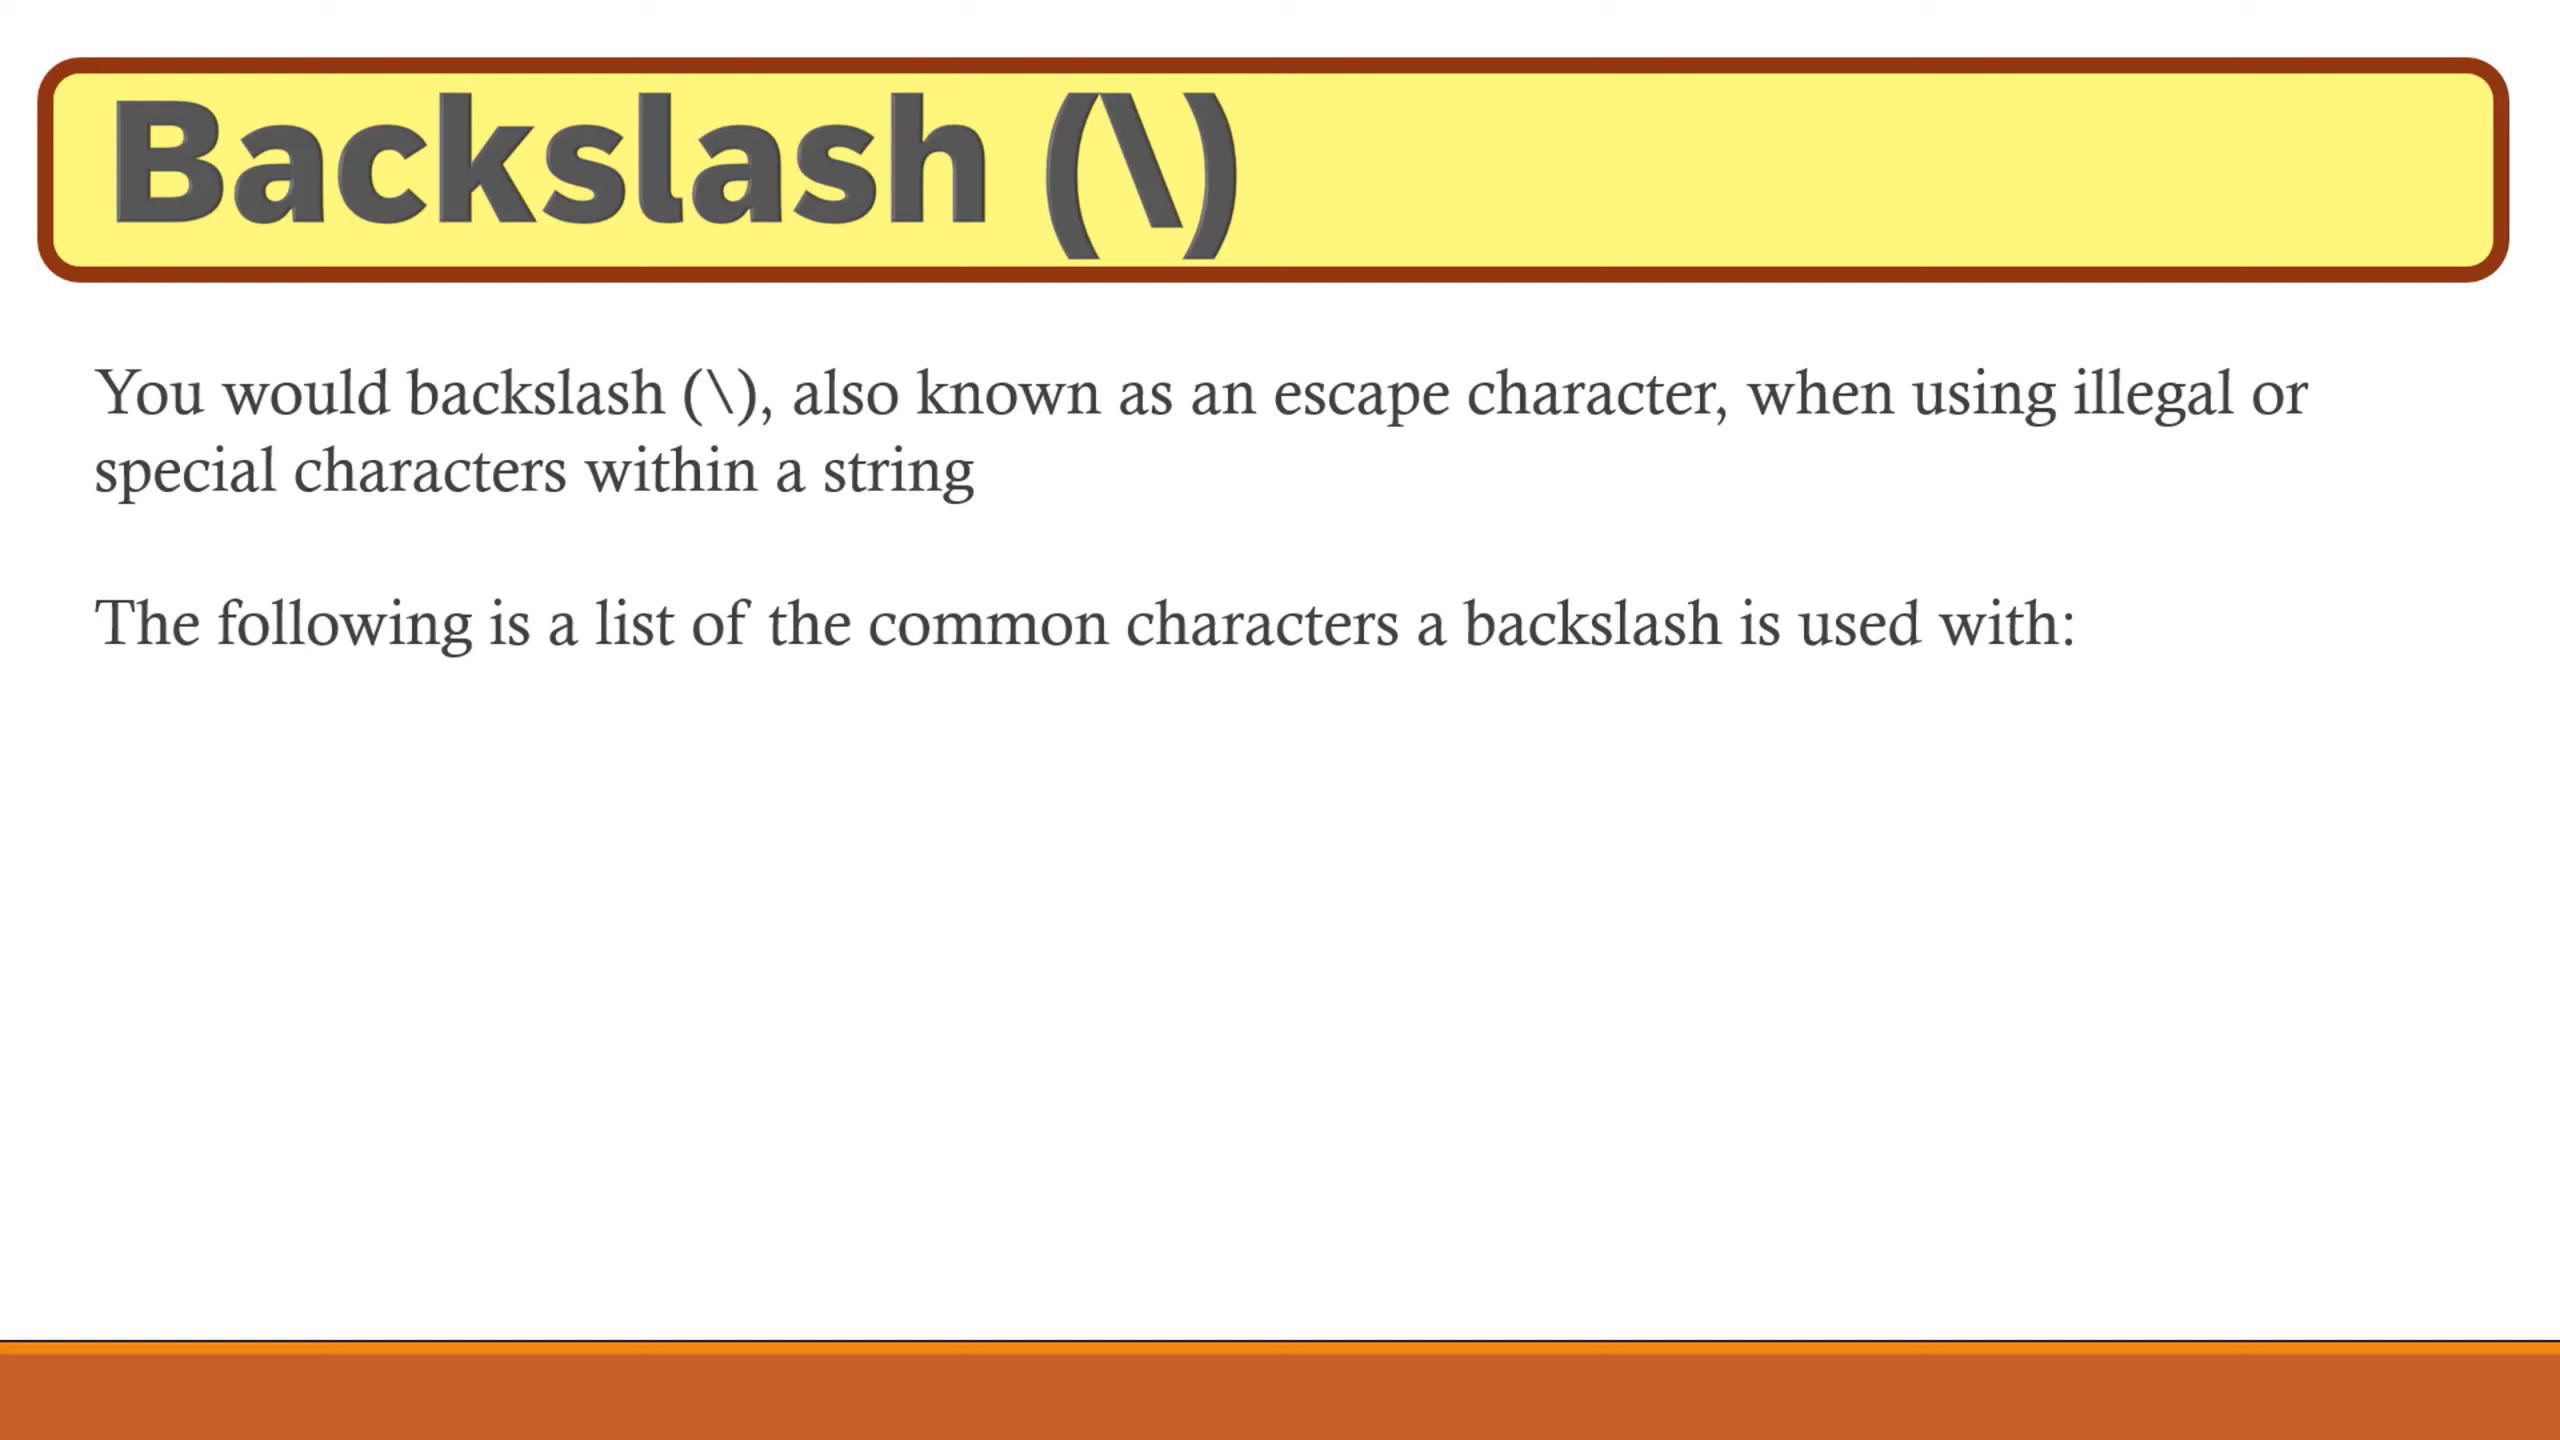 Backslash (\)
You would backslash (\), also known as an escape character, when using illegal or
special characters within a string
The following is a list of the common characters a backslash is used with: